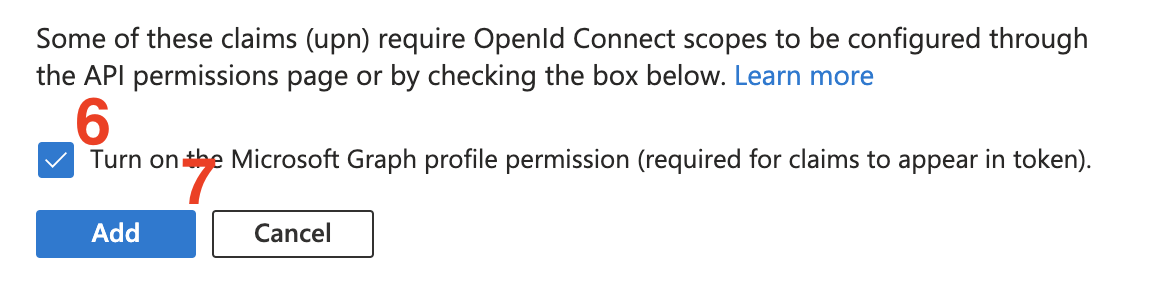 Some of these claims (upn) require OpenId Connect scopes to be configured through
the API permissions page or by checking the box below. Learn more
6
Turn on the Microsoft Graph profile permission (required for claims to appear in token).
7
Add Cancel